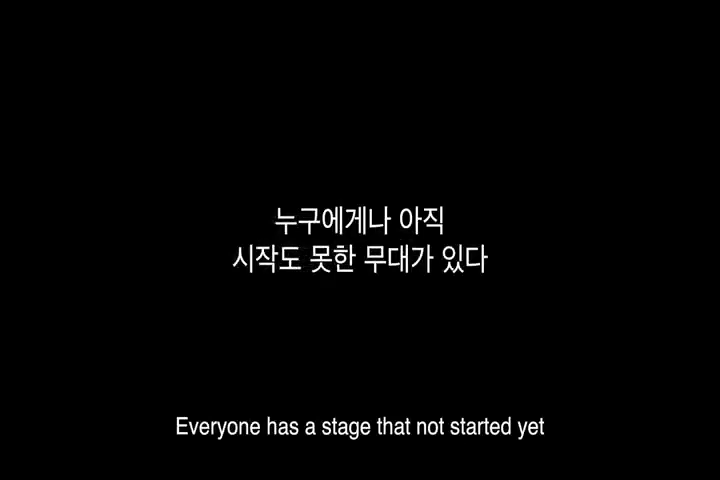 누구에게나 아직
시작도 못한 무대가 있다
Everyone has a stage that not started yet